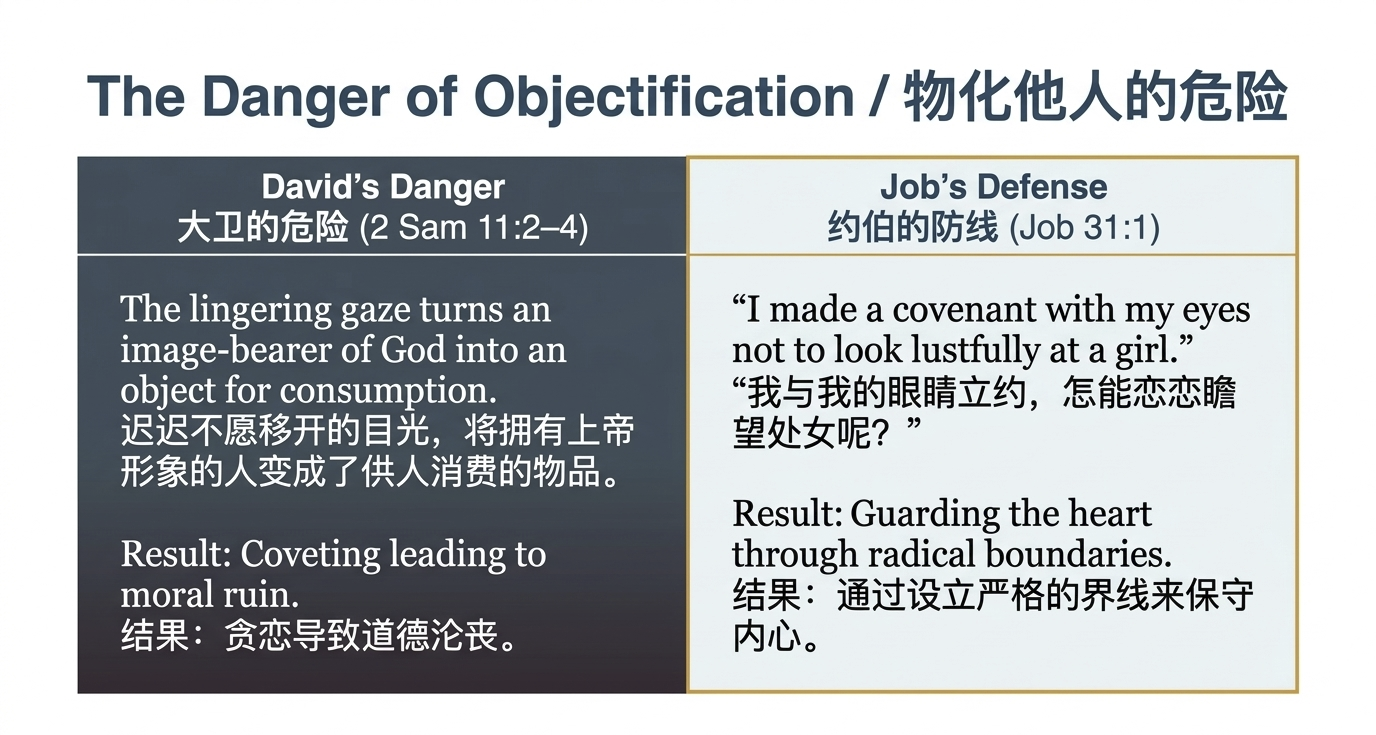 The Danger of Objectification / 物化他人的危险
David’s Danger
大卫的危险 (2 Sam 11:2–4)
The lingering gaze turns an
image-bearer of God into an
object for consumption.
迟迟不愿移开的目光，将拥有上帝
形象的人变成了供人消费的物品。
Result: Coveting leading to
moral ruin.
结果：贪恋导致道德沦丧。
Job’s Defense
约伯的防线 (Job 31:1)
“I made a covenant with my eyes
not to look lustfully at a girl.”
“我与我的眼睛立约，怎能恋恋瞻
望处女呢？”
Result: Guarding the heart
through radical boundaries.
结果：通过设立严格的界线来保守
内心。